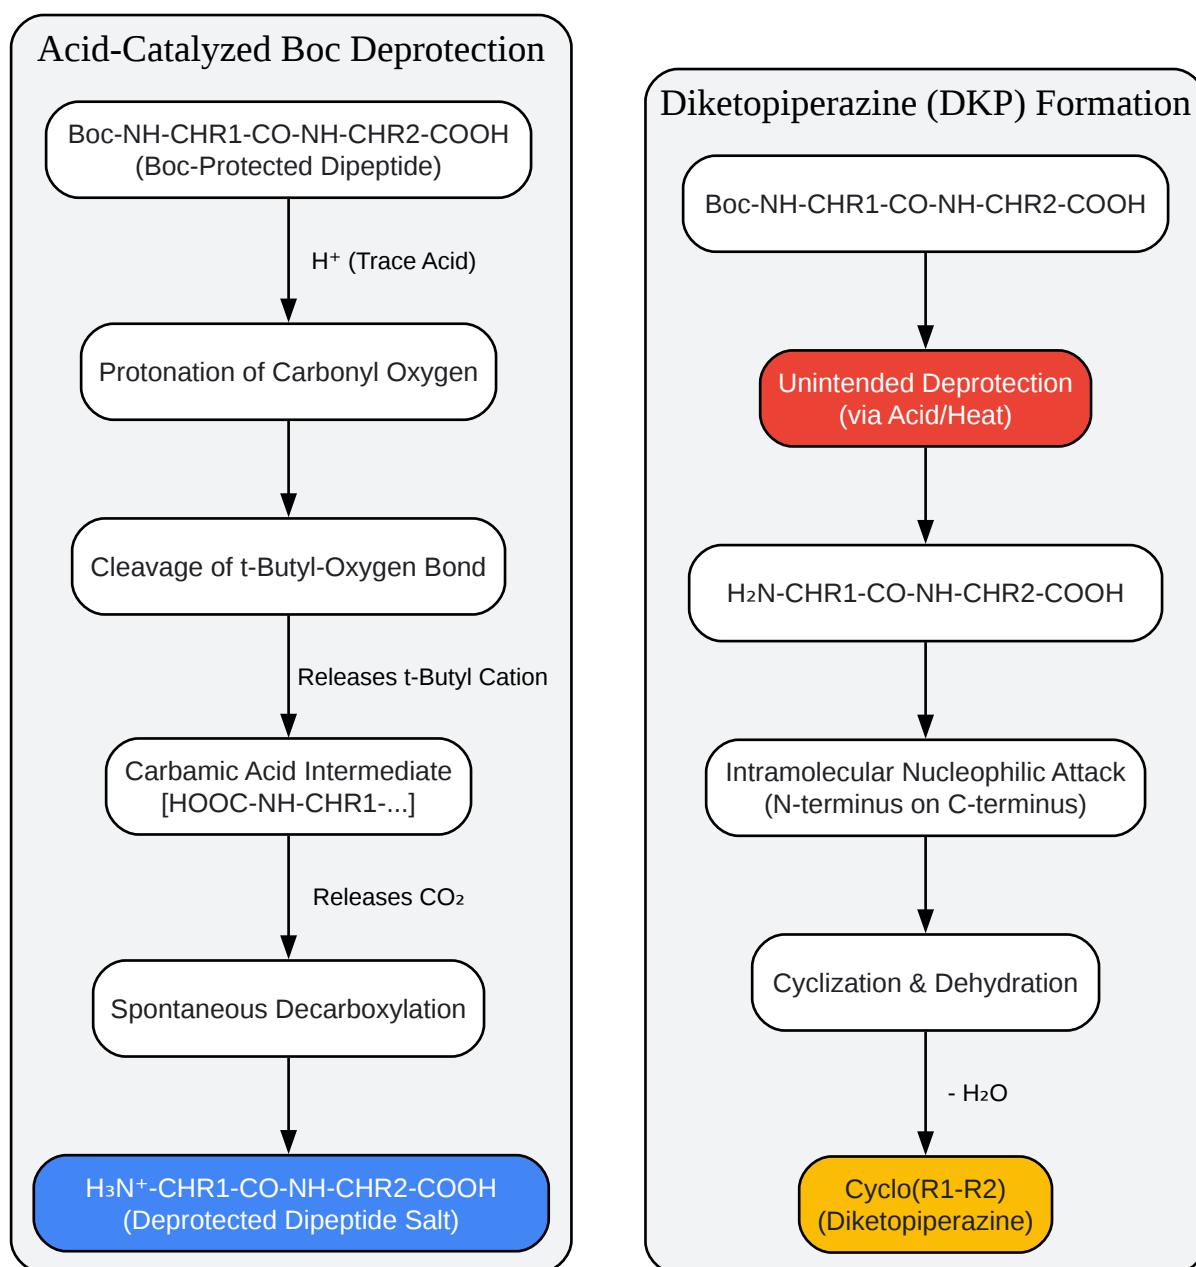 Acid-Catalyzed Boc Deprotection
Boc-NH-CHR1-CO-NH-CHR2-COOH
(Boc-Protected Dipeptide)
H⁺ (Trace Acid)
Protonation of Carbonyl Oxygen
Cleavage of t-Butyl-Oxygen Bond
Releases t-Butyl Cation
Carbamic Acid Intermediate
[HOOC-NH-CHR1-...]
Releases CO₂
Spontaneous Decarboxylation
H₃N⁺-CHR1-CO-NH-CHR2-COOH
(Deprotected Dipeptide Salt)
Diketopiperazine (DKP) Formation
Boc-NH-CHR1-CO-NH-CHR2-COOH
Unintended Deprotection
(via Acid/Heat)
H₂N-CHR1-CO-NH-CHR2-COOH
Intramolecular Nucleophilic Attack
(N-terminus on C-terminus)
Cyclization & Dehydration
- H₂O
Cyclo(R1-R2)
(Diketopiperazine)